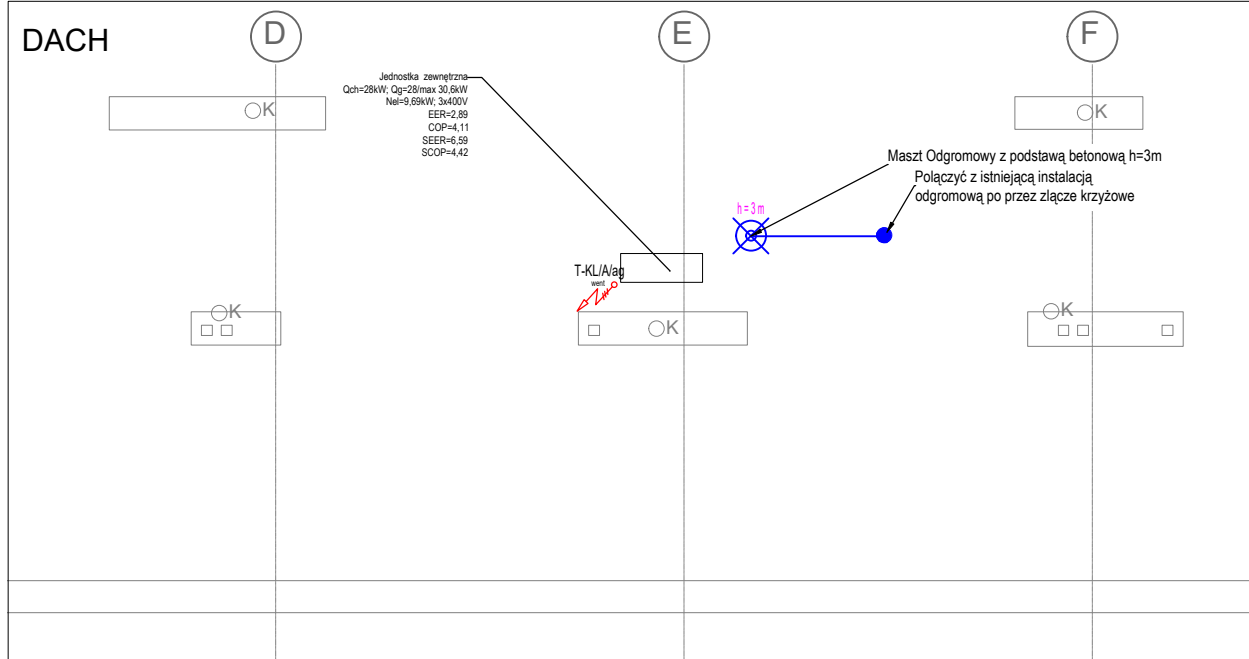 DACH
D
E
F
Jednostka zewnętrzna
Qch=28kW; Qg=28/max 30,6kW
Nel=9,69kW; 3x400V
EER=2,89
COP=4,11
SEER=6,59
SCOP=4,42
K
K
Maszt Odgromowy z podstawą betonową h=3m
Połączyć z istniejącą instalacją
odgromową po przez złącze krzyżowe
h = 3 m
T-KL/A/ag
went
K
K
K